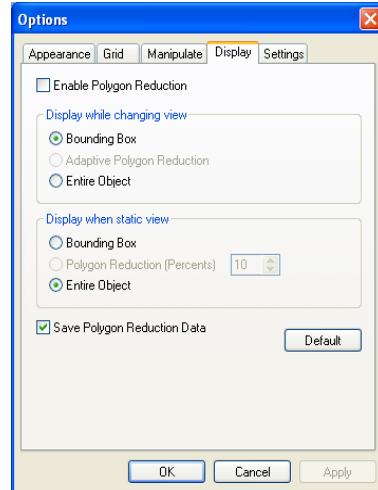 Options
Appearance Grid Manipulate Display Settings
Enable Polygon Reduction
Display while changing view
Bounding Box
Adaptive Polygon Reduction
Entire Object
Display when static view
Bounding Box
Polygon Reduction (Percents) 10
Entire Object
Save Polygon Reduction Data
Default
OK Cancel Apply